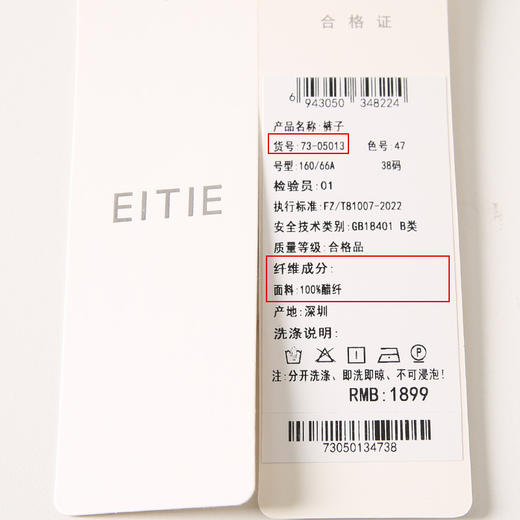 EITIE
合格证
6 943050 348224
产品名称:裤子
货号:73-05013 色号:47
号型:160/66A 38码
检验员:01
执行标准:FZ/T81007-2022
安全技术类别:GB18401 B类
质量等级:合格品
纤维成分:
面料:100%醋纤
产地:深圳
洗涤说明:
P
注:分开洗涤、即洗即晾、不可浸泡!
RMB:1899
73050134738